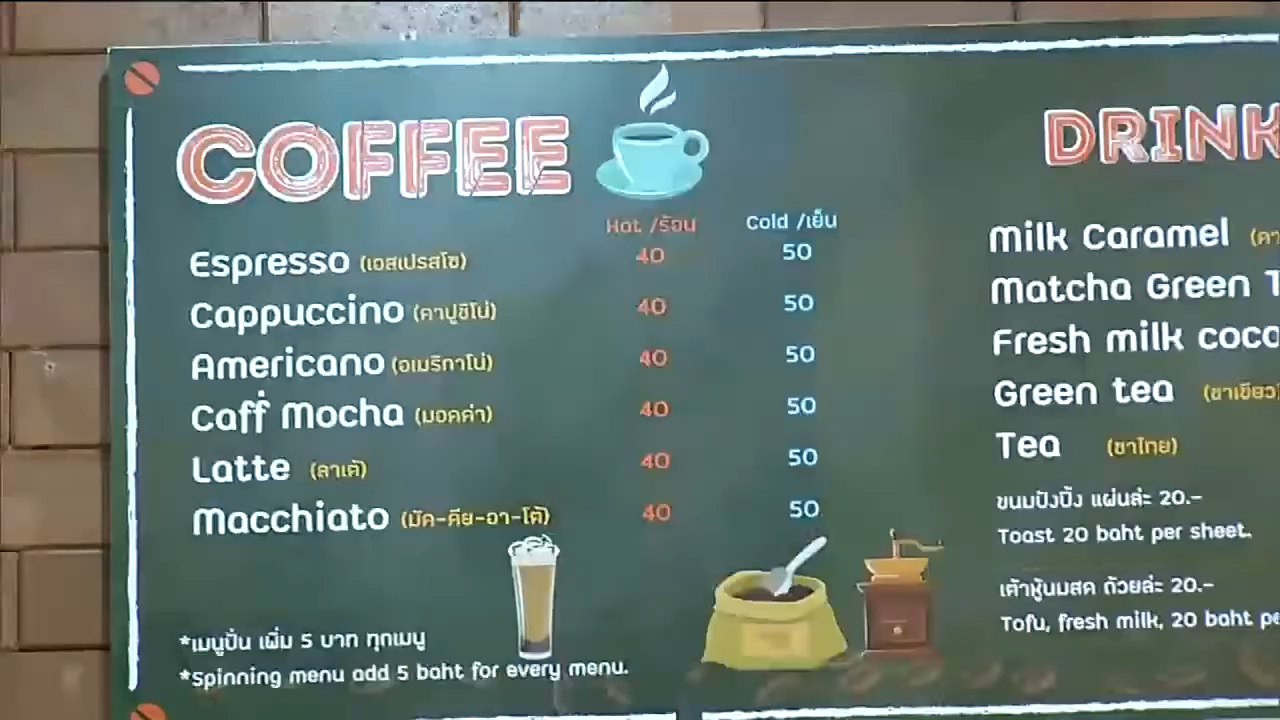 COFFEE
Hot /ร้อน Cold /เย็น
Espresso (เอสเปรสโซ) 40 50
Cappuccino (คาปูชิโน่) 40 50
Americano (อเมริกาโน่) 40 50
Caff Mocha (มอคค่า) 40 50
Latte (ลาเต้) 40 50
Macchiato (มัค-คีย-อา-โต้) 40 50
*เมนูปั่น เพิ่ม 5 บาท ทุกเมนู
*Spinning menu add 5 baht for every menu.
DRINK
Milk Caramel
Matcha Green
Fresh milk
Green tea (ชาเขียว
Tea (ชาไทย)
ขนมปังปิ้ง แผ่นล่ะ 20.-
Toast 20 baht per sheet.
เต้าหู้นมสด ถ้วยล่ะ 20.-
Tofu, fresh milk, 20 baht